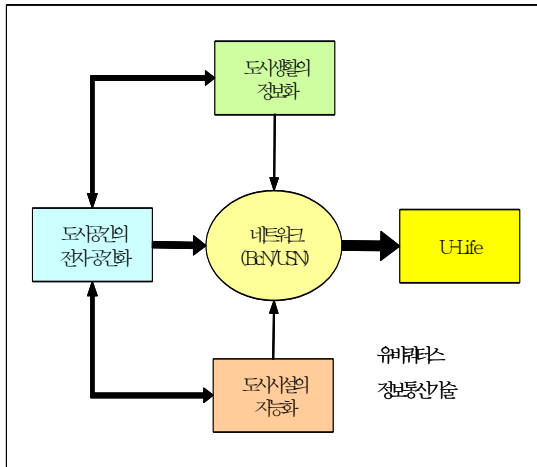 도시생활의
정보화
도시공간의
전자공간화
네트워크
(BcN/USN)
U-Life
도시시설의
지능화
유비쿼터스
정보통신기술